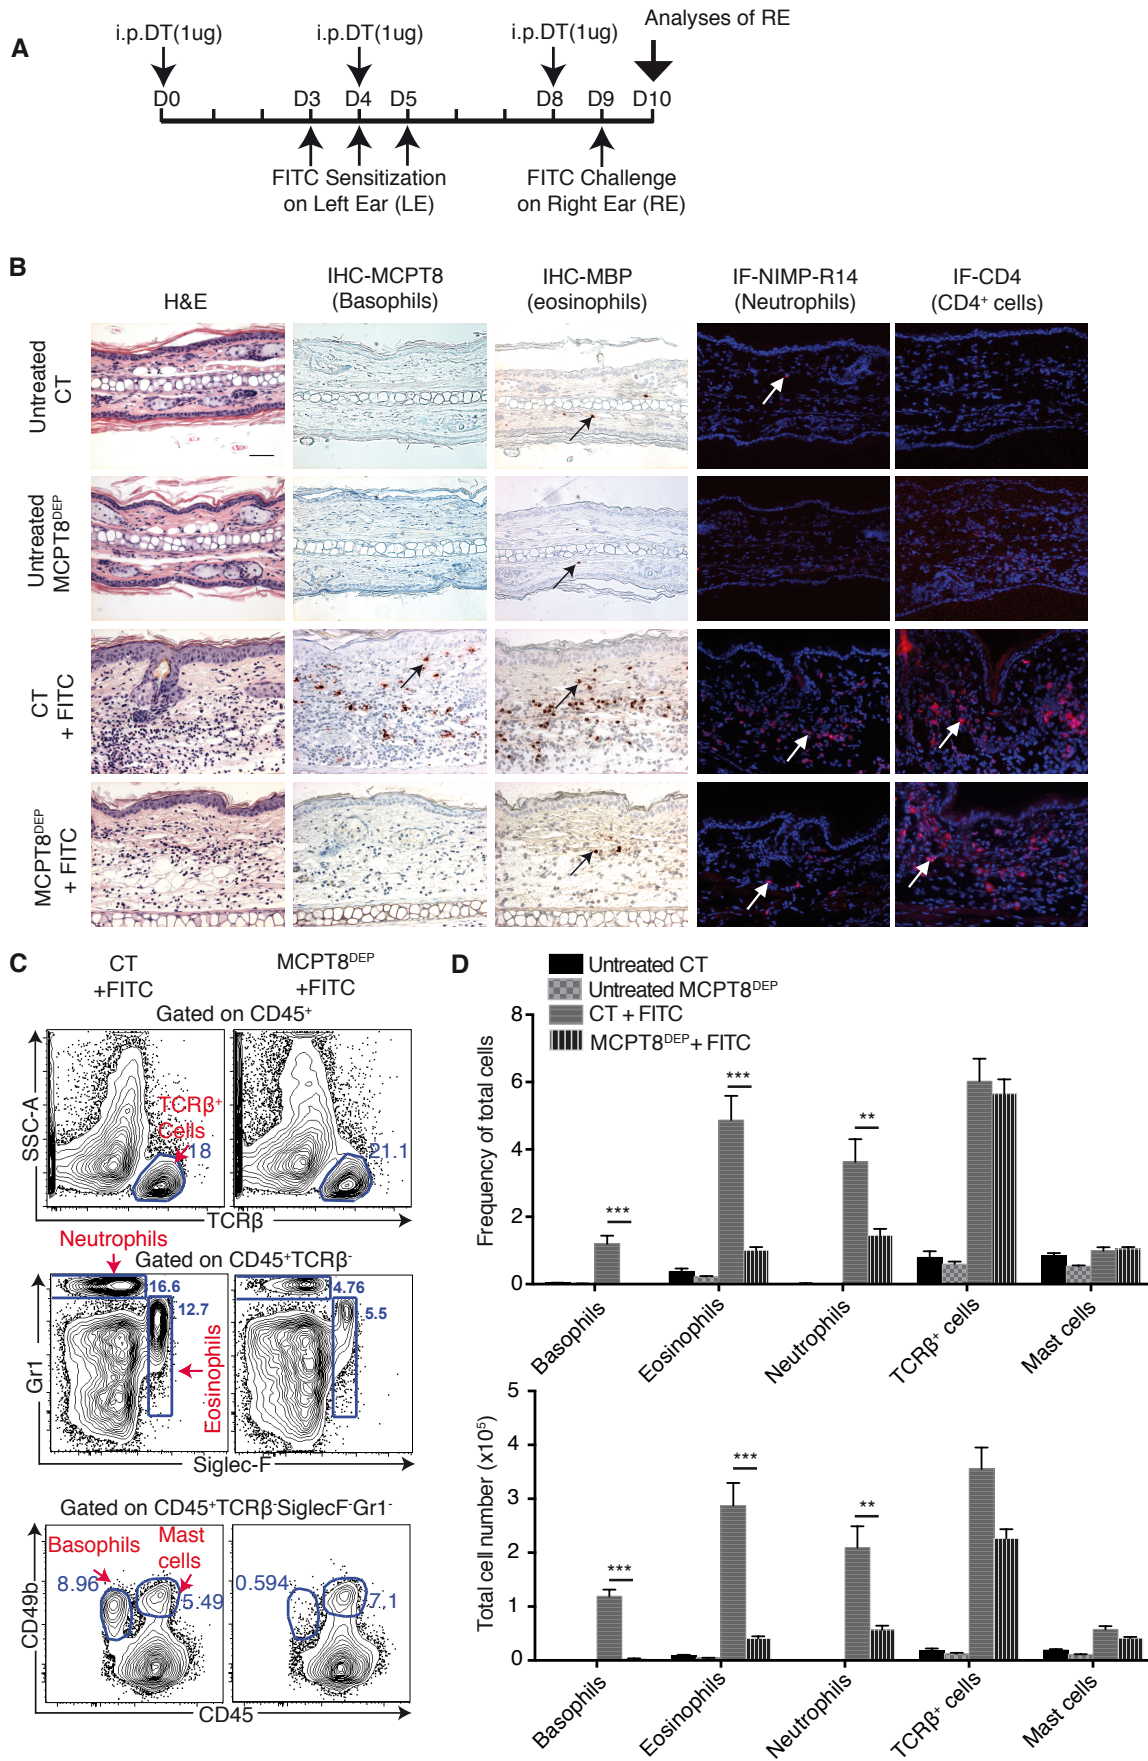 A
i.p.DT(1ug) i.p.DT(1ug) i.p.DT(1ug) Analyses of RE
D0 D3 D4 D5 D8 D9 D10
FITC Sensitization
on Left Ear (LE)
FITC Challenge
on Right Ear (RE)
B
H&E
IHC-MCPT8
(Basophils)
IHC-MBP
(eosinophils)
IF-NIMP-R14
(Neutrophils)
IF-CD4
(CD4⁺ cells)
Untreated
CT
Untreated
MCPT8ᴰᴱᴾ
CT
+ FITC
MCPT8ᴰᴱᴾ
+ FITC
C
CT
+FITC
MCPT8ᴰᴱᴾ
+FITC
Gated on CD45⁺
SSC-A
TCRβ⁺
Cells
18
21.1
TCRβ
Neutrophils
Gated on CD45⁺TCRβ⁻
16.6
12.7
4.76
5.5
Eosinophils
Gr1
Siglec-F
Gated on CD45⁺TCRβ⁻SiglecF⁻Gr1⁻
Basophils
Mast
cells
8.96
5.49
0.594
7.1
CD49b
CD45
D
Untreated CT
Untreated MCPT8ᴰᴱᴾ
CT + FITC
MCPT8ᴰᴱᴾ + FITC
Frequency of total cells
8
6
4
2
0
***
***
**
Basophils
Eosinophils
Neutrophils
TCRβ⁺ cells
Mast cells
Total cell number (x10⁵)
5
4
3
2
1
0
***
***
**
Basophils
Eosinophils
Neutrophils
TCRβ⁺ cells
Mast cells